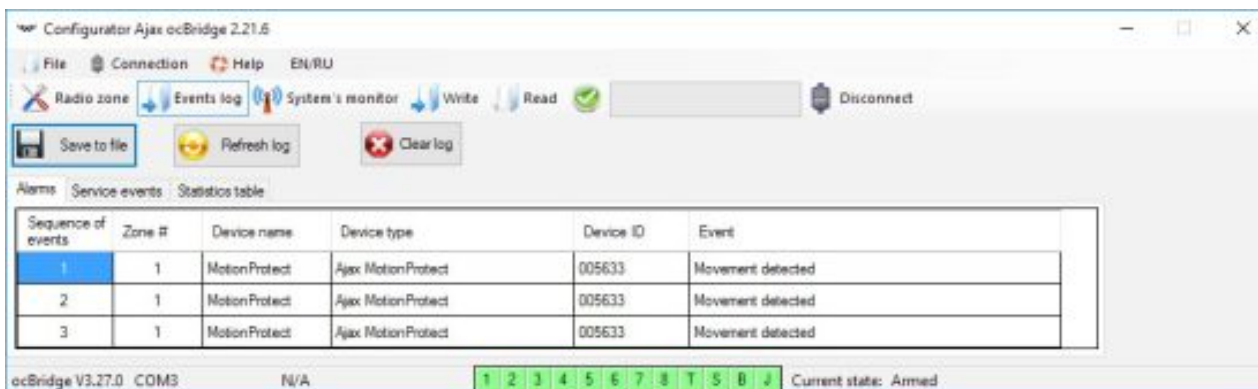 Configurator Ajax ocBridge 2.21.6
File Connection Help EN/RU
Radio zone Events log System's monitor Write Read Disconnect
Save to file Refresh log Clear log
Alarms Service events Statistics table
Sequence of events Zone # Device name Device type Device ID Event
1 1 MotionProtect Ajax MotionProtect 005633 Movement detected
2 1 MotionProtect Ajax MotionProtect 005633 Movement detected
3 1 MotionProtect Ajax MotionProtect 005633 Movement detected
ocBridge V3.27.0 COM3 N/A 1 2 3 4 5 6 7 8 T S B J Current state: Armed